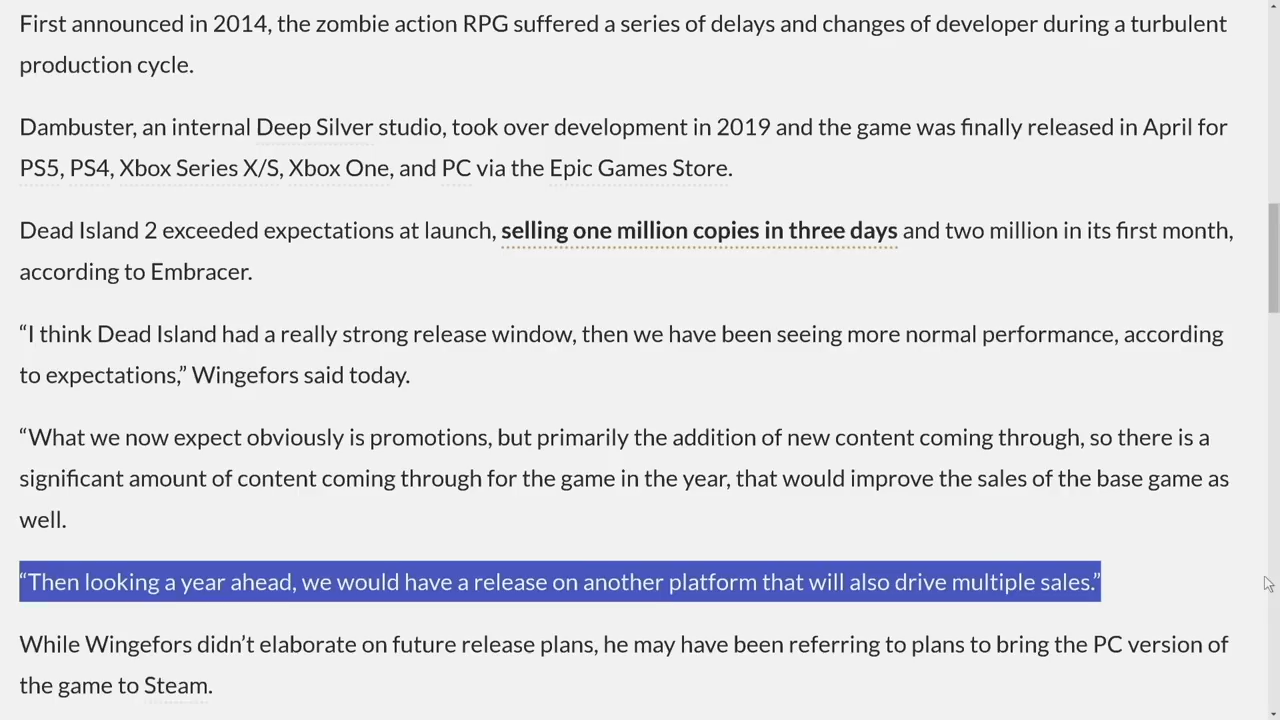 First announced in 2014, the zombie action RPG suffered a series of delays and changes of developer during a turbulent
production cycle.
Dambuster, an internal Deep Silver studio, took over development in 2019 and the game was finally released in April for
PS5, PS4, Xbox Series X/S, Xbox One, and PC via the Epic Games Store.
Dead Island 2 exceeded expectations at launch, selling one million copies in three days and two million in its first month,
according to Embracer.
“I think Dead Island had a really strong release window, then we have been seeing more normal performance, according
to expectations,” Wingefors said today.
“What we now expect obviously is promotions, but primarily the addition of new content coming through, so there is a
significant amount of content coming through for the game in the year, that would improve the sales of the base game as
well.
“Then looking a year ahead, we would have a release on another platform that will also drive multiple sales.”
While Wingefors didn’t elaborate on future release plans, he may have been referring to plans to bring the PC version of
the game to Steam.